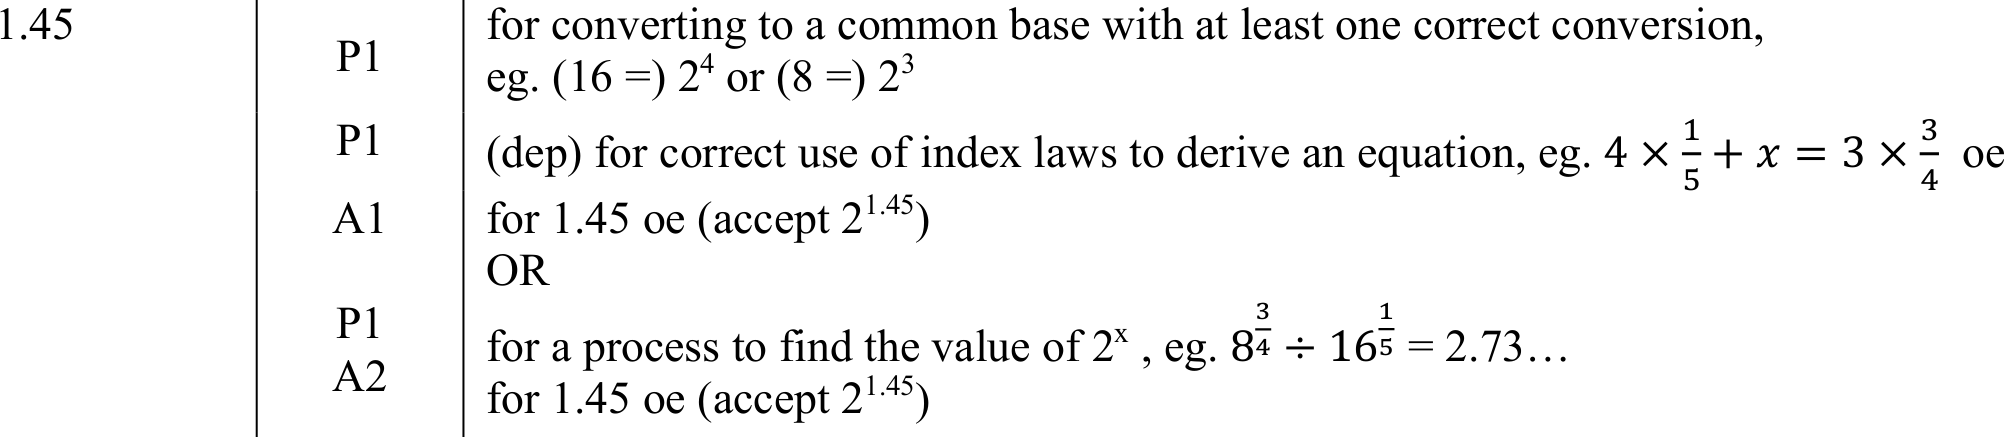 1.45
P1
for converting to a common base with at least one correct conversion,
eg. (16 =) 2⁴ or (8 =) 2³
P1
(dep) for correct use of index laws to derive an equation, eg. 4 × 1/5 + x = 3 × 3/4 oe
A1
for 1.45 oe (accept 2^1.45)
OR
P1
for a process to find the value of 2^x , eg. 8^(3/4) ÷ 16^(1/5) = 2.73…
A2
for 1.45 oe (accept 2^1.45)